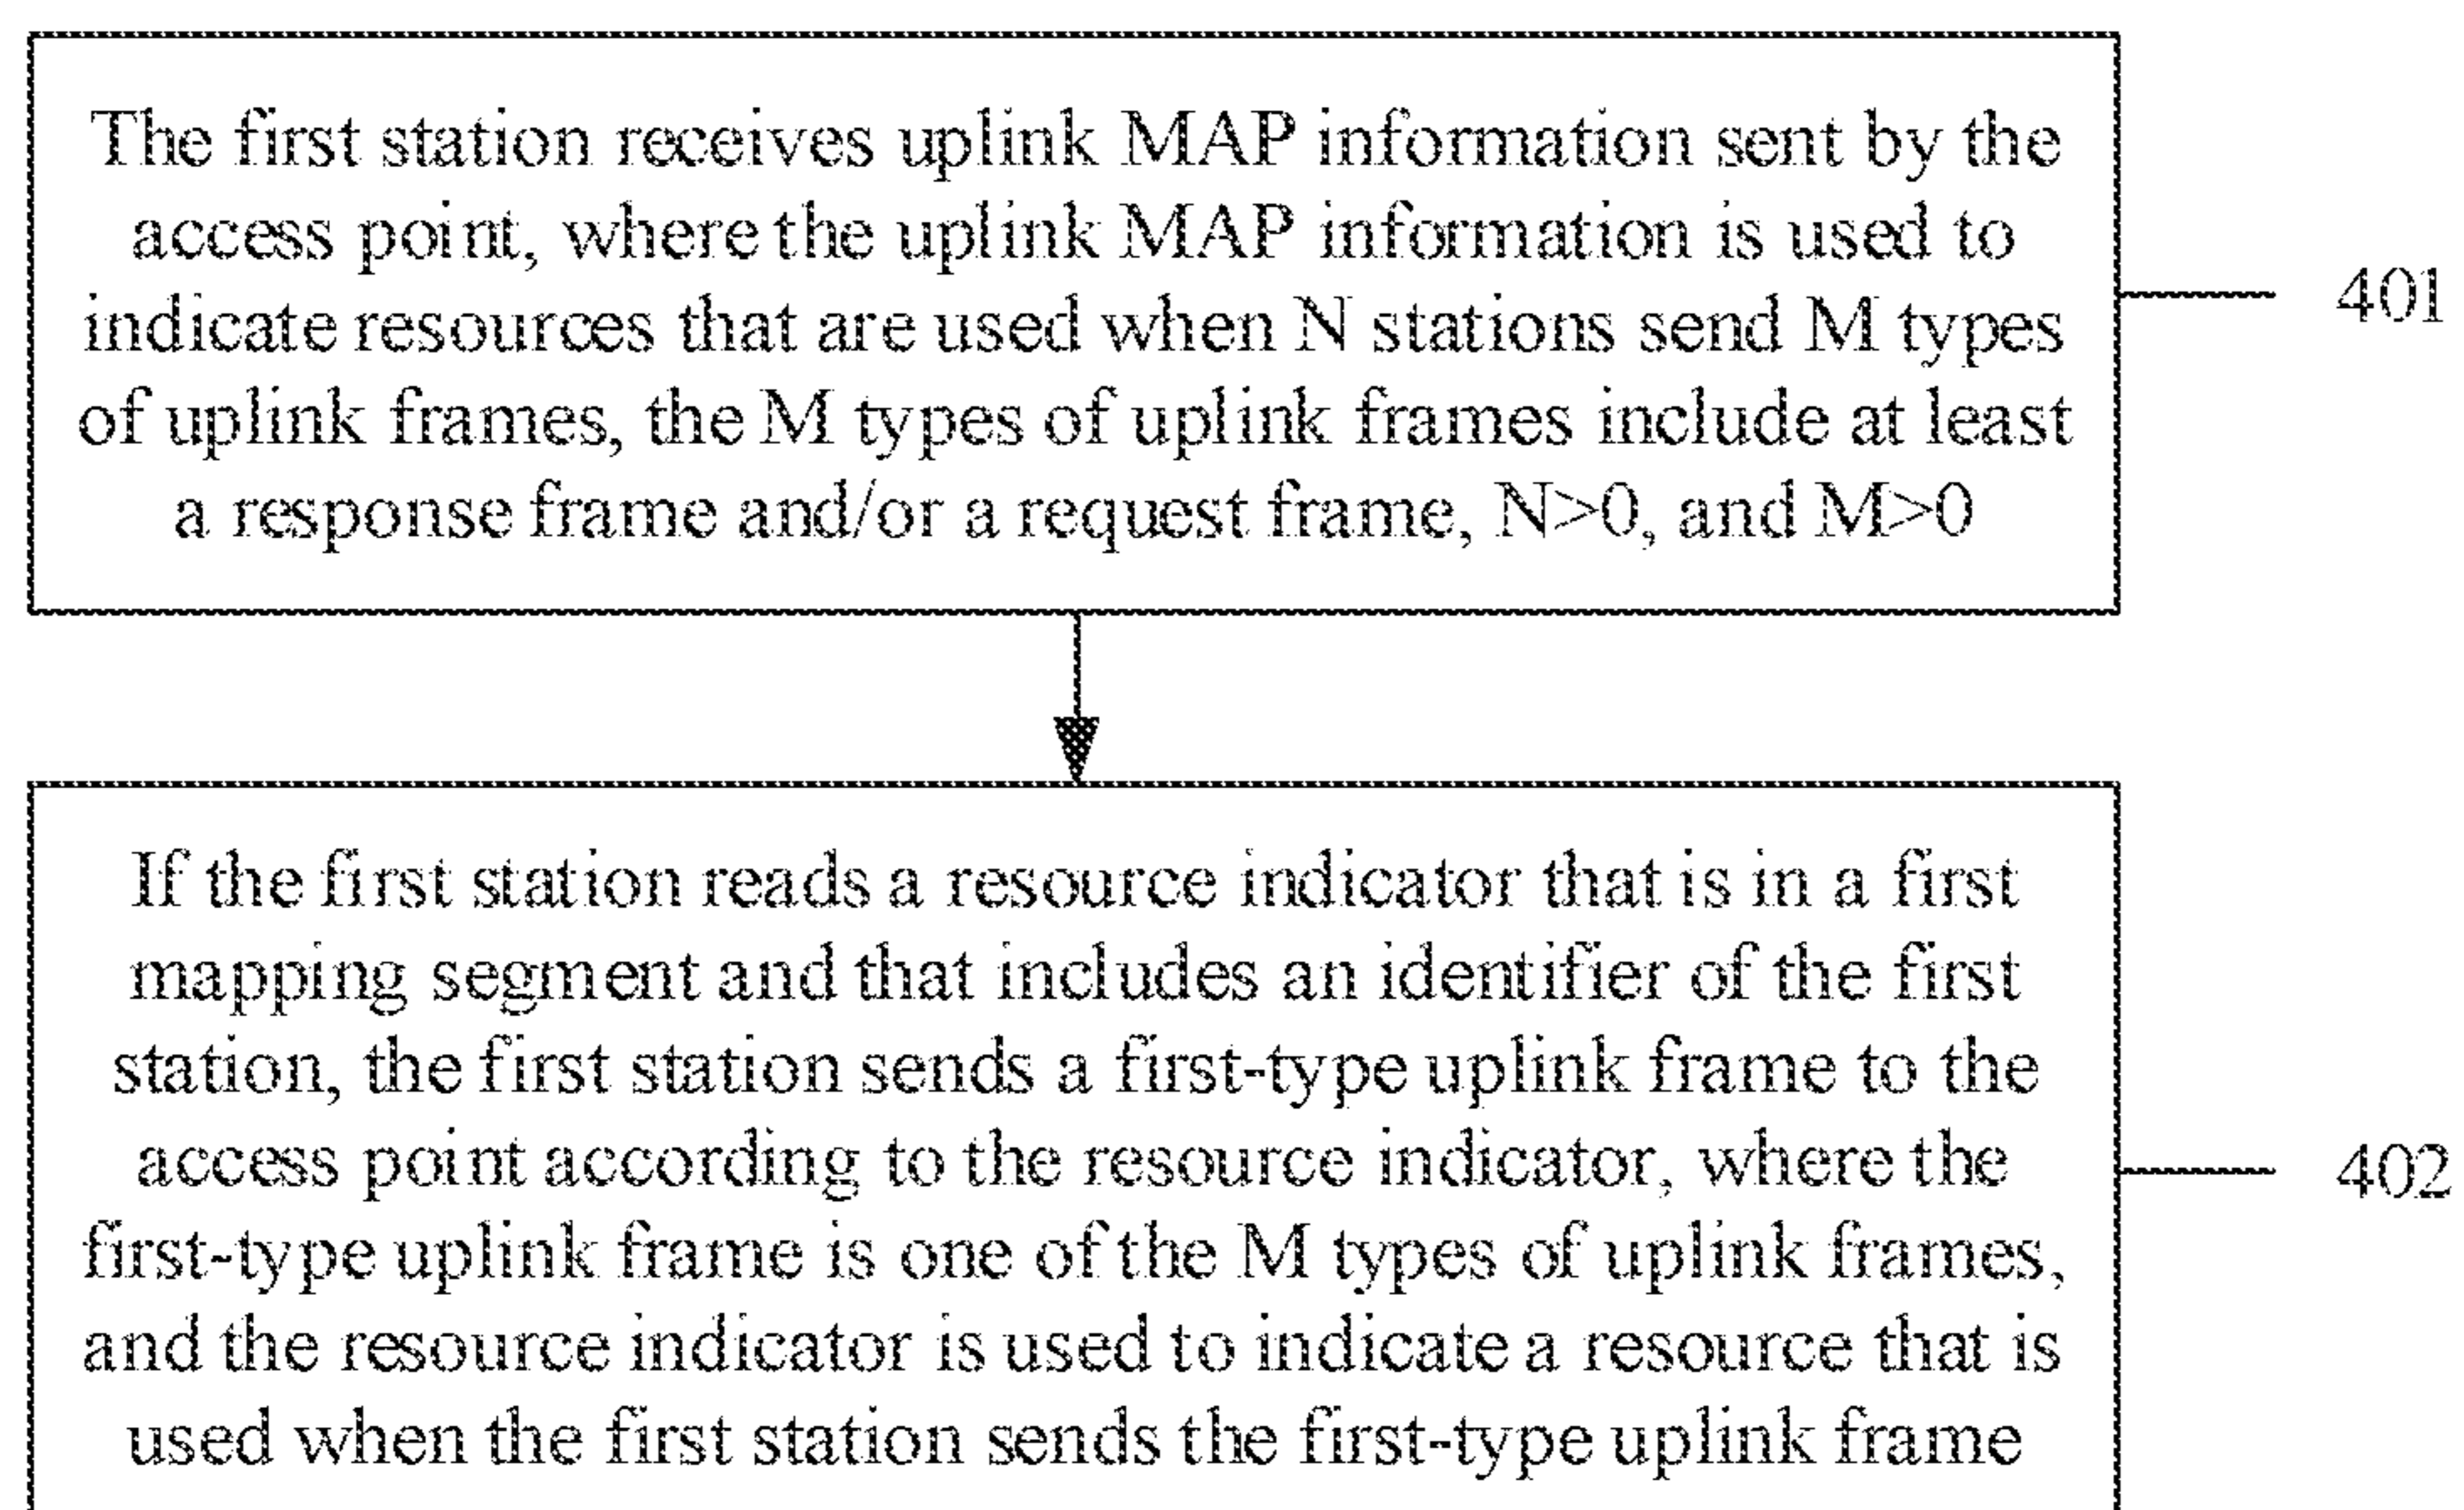 The first station receives uplink MAP information sent by the
access point, where the uplink MAP information is used to
indicate resources that are used when N stations send M types
of uplink frames, the M types of uplink frames include at least
a response frame and/or a request frame, N>0, and M>0
401
If the first station reads a resource indicator that is in a first
mapping segment and that includes an identifier of the first
station, the first station sends a first-type uplink frame to the
access point according to the resource indicator, where the
first-type uplink frame is one of the M types of uplink frames,
and the resource indicator is used to indicate a resource that is
used when the first station sends the first-type uplink frame
402